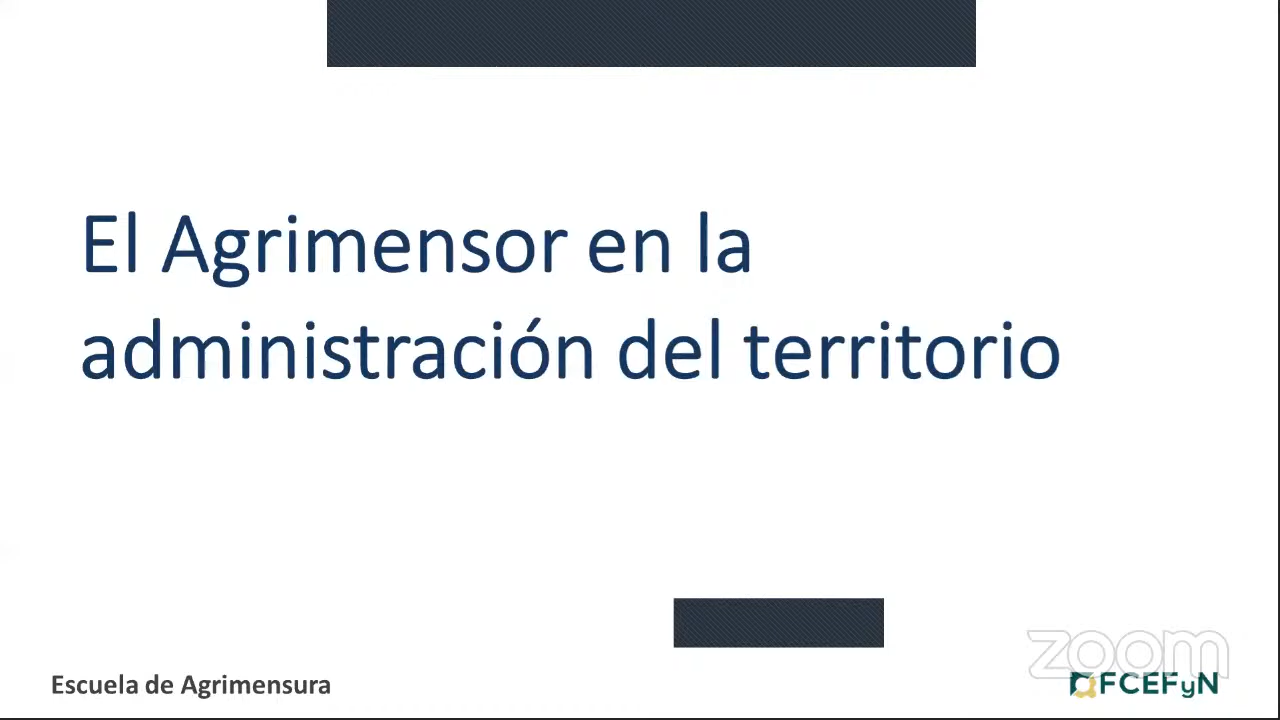 El Agrimensor en la
administración del territorio
zoom
Escuela de Agrimensura
FCEFyN